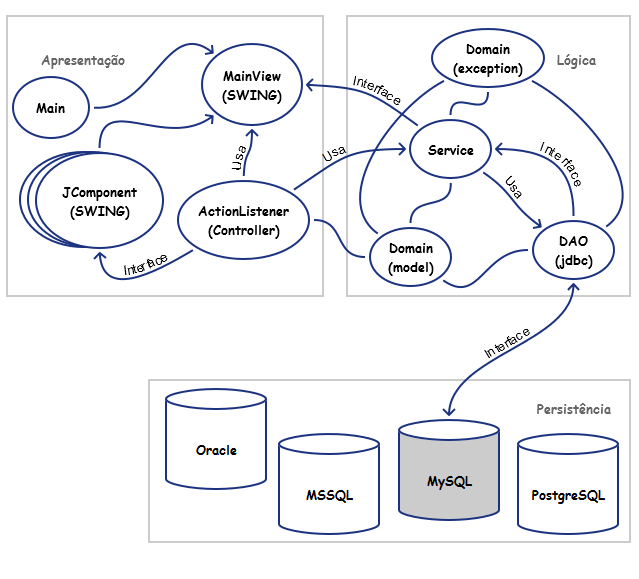 Apresentação
Main
MainView
(SWING)
JComponent
(SWING)
ActionListener
(Controller)
Usa
Interface
Lógica
Domain
(exception)
Interface
Service
Usa
Interface
Usa
Domain
(model)
DAO
(jdbc)
Interface
Persistência
Oracle
MSSQL
MySQL
PostgreSQL